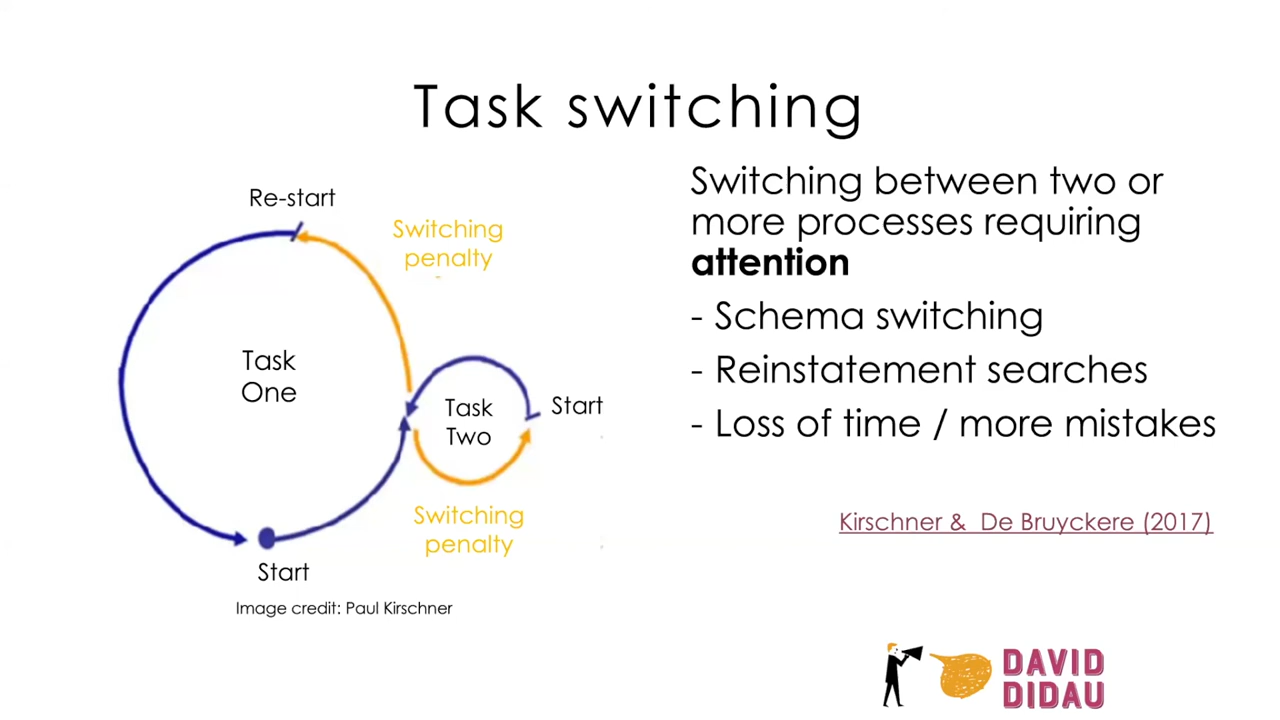 Task switching
Re-start
Switching
penalty
Task
One
Task
Two
Start
Switching
penalty
Start
Image credit: Paul Kirschner
Switching between two or
more processes requiring
attention
- Schema switching
- Reinstatement searches
- Loss of time / more mistakes
Kirschner & De Bruyckere (2017)
DAVID
DIDAU